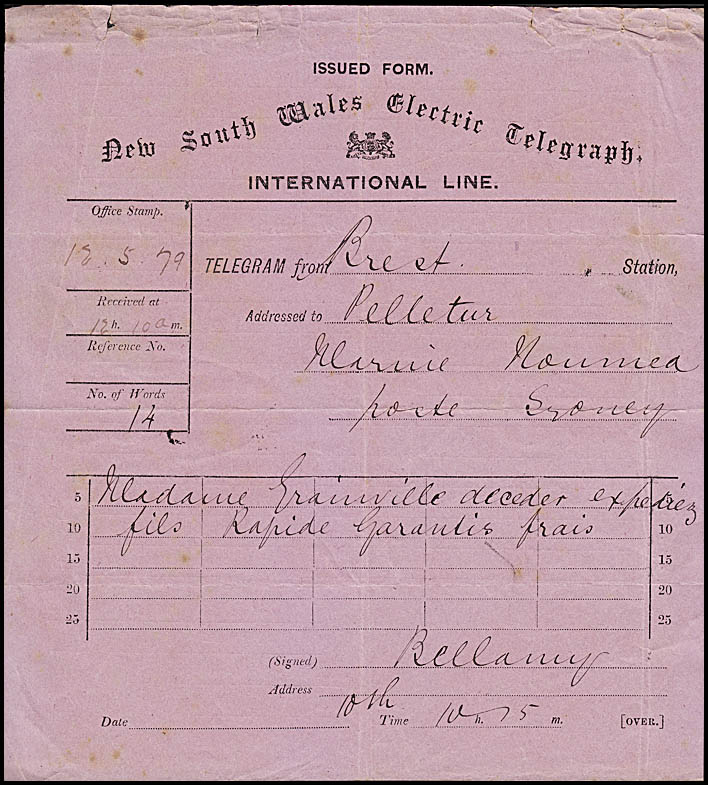 ISSUED FORM.
New South Wales Electric Telegraph.
INTERNATIONAL LINE.
Office Stamp.
12. 5. 79
TELEGRAM from Brest. Station,
Received at
12h. 10am.
Addressed to Pelletur
Reference No.
Marine Noumea
No. of Words
14
poste Sydney
5 Madame Grainville deceder expediez 5
10 fils Rapide Garantis frais 10
15 15
20 20
25 25
(Signed) Bellamy
Address
Date 10th Time 10 h. 15 m. [OVER.]